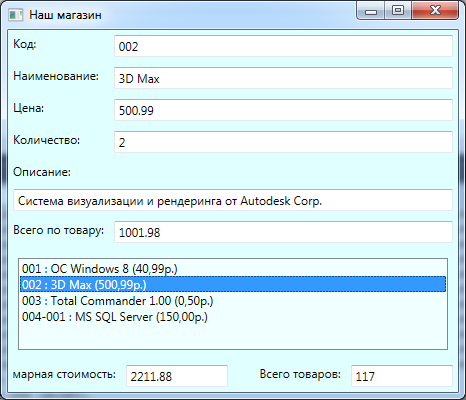 Наш магазин
Код: 002
Наименование: 3D Max
Цена: 500.99
Количество: 2
Описание:
Система визуализации и рендеринга от Autodesk Corp.
Всего по товару: 1001.98
001 : ОС Windows 8 (40,99р.)
002 : 3D Max (500,99р.)
003 : Total Commander 1.00 (0,50р.)
004-001 : MS SQL Server (150,00р.)
марная стоимость: 2211.88 Всего товаров: 117